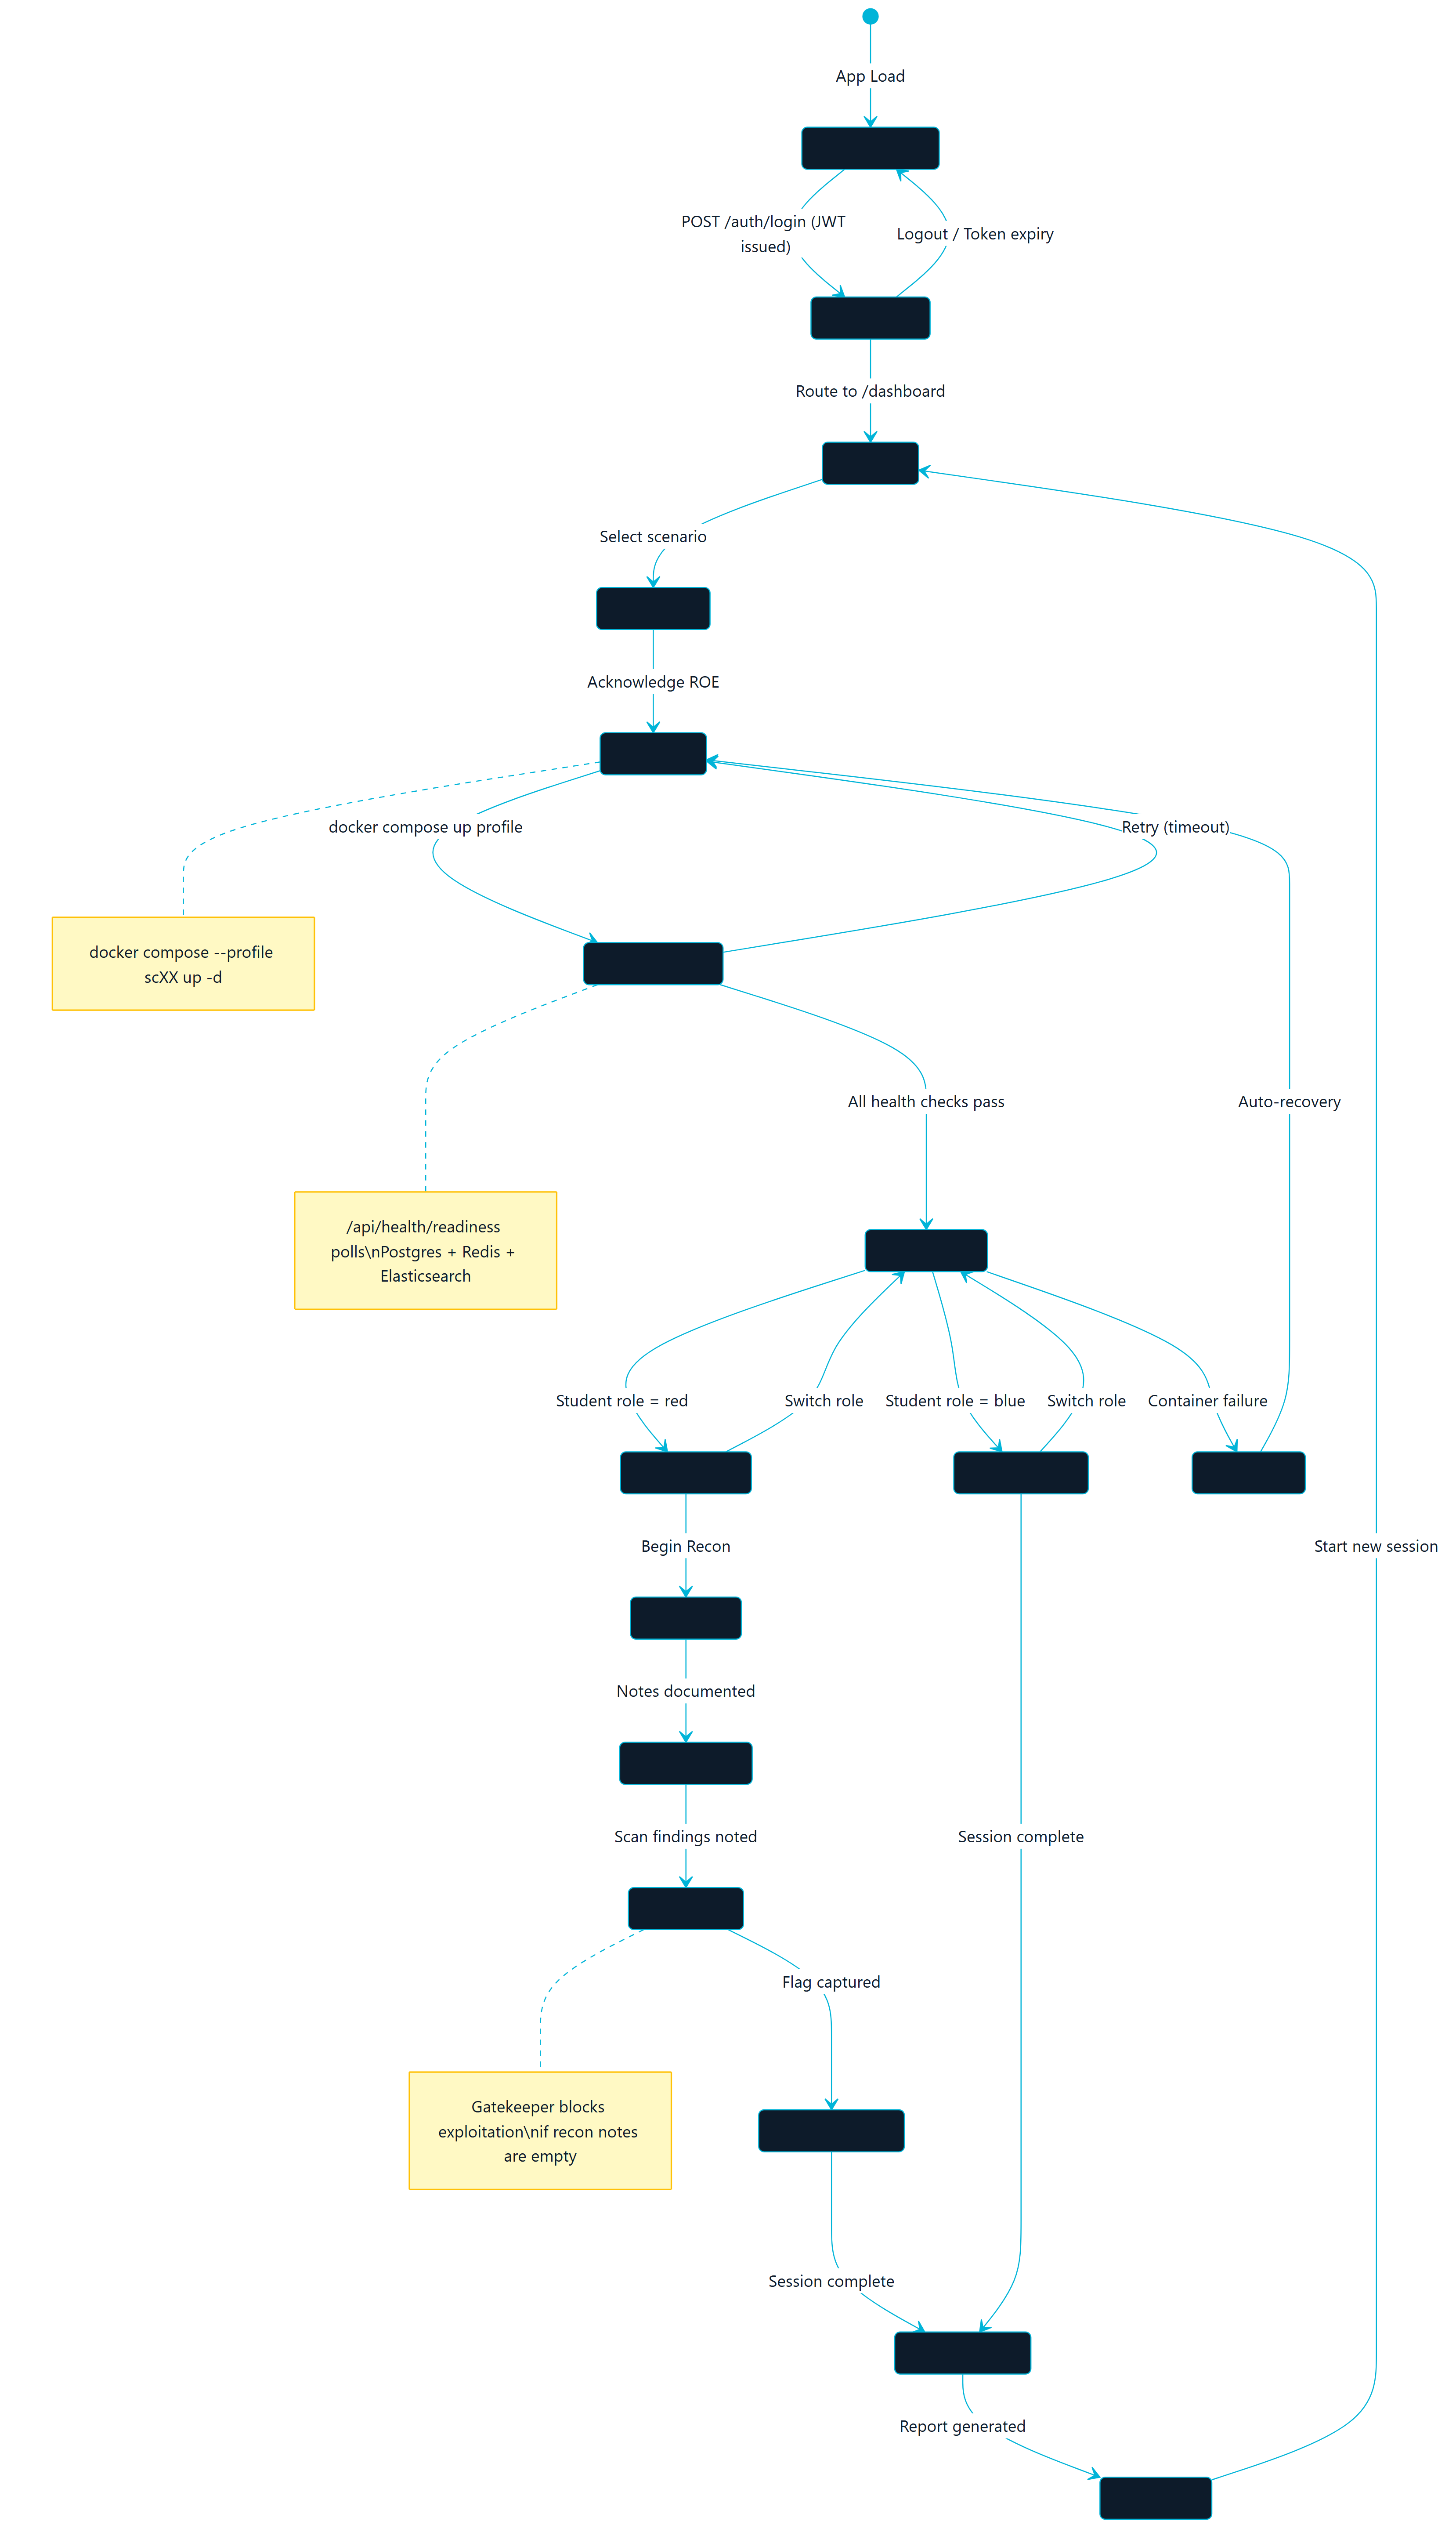 App Load
POST /auth/login (JWT
issued)
Logout / Token expiry
Route to /dashboard
Select scenario
Acknowledge ROE
docker compose up profile
Retry (timeout)
docker compose --profile
scXX up -d
All health checks pass
Auto-recovery
/api/health/readiness
polls\nPostgres + Redis +
Elasticsearch
Student role = red
Switch role
Student role = blue
Switch role
Container failure
Begin Recon
Start new session
Notes documented
Scan findings noted
Session complete
Flag captured
Gatekeeper blocks
exploitation\nif recon notes
are empty
Session complete
Report generated